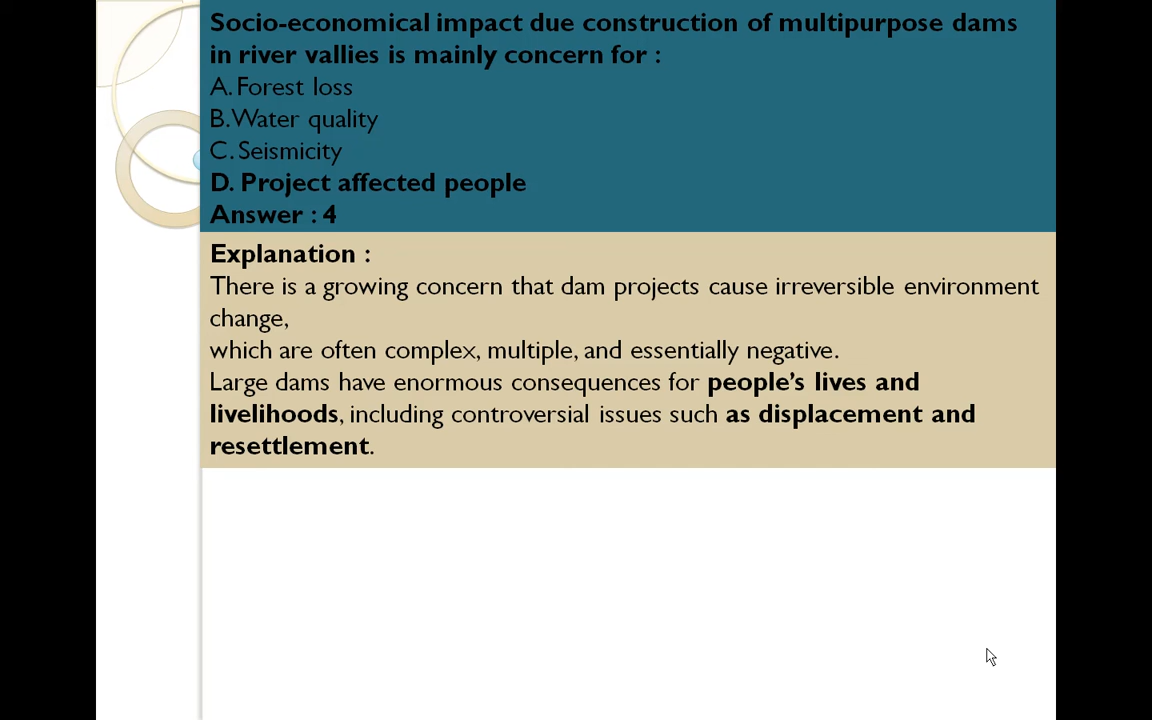 Socio-economical impact due construction of multipurpose dams
in river vallies is mainly concern for :
A. Forest loss
B. Water quality
C. Seismicity
D. Project affected people
Answer : 4
Explanation :
There is a growing concern that dam projects cause irreversible environment
change,
which are often complex, multiple, and essentially negative.
Large dams have enormous consequences for people’s lives and
livelihoods, including controversial issues such as displacement and
resettlement.